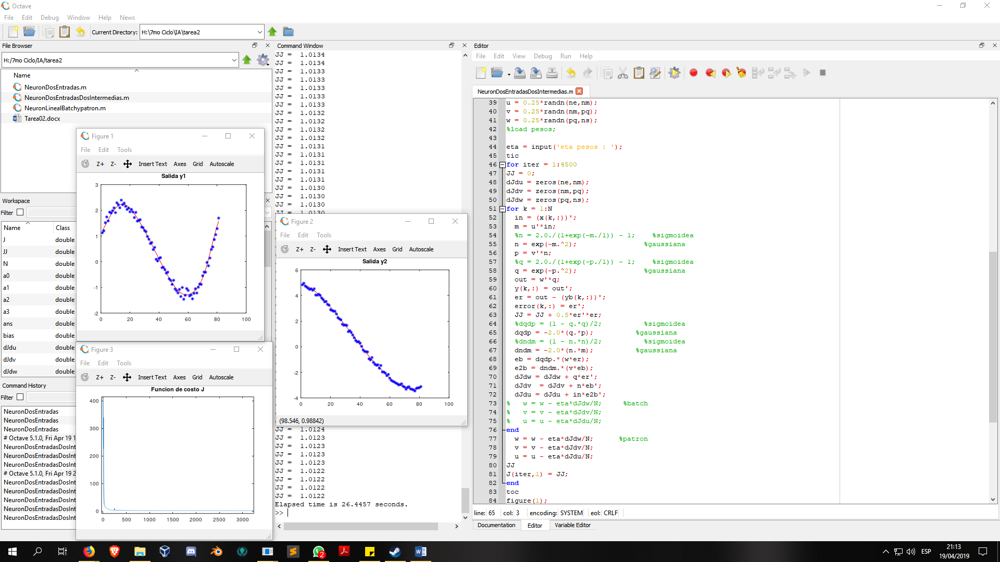 Octave
File Edit Debug Window Help News
Current Directory: H:\7mo Ciclo\IA\tarea2
File Browser
H:/7mo Ciclo/IA/tarea2
Name
NeuronDosEntradas.m
NeuronDosEntradasDosIntermedias.m
NeuronLinealBatchypatron.m
Tarea02.docx
Workspace
Filter
Name Class
J double
JJ double
N double
a0 double
a1 double
a2 double
a3 double
ans double
bias double
dJdu double
dJdv double
dJdw double
Command History
Filter
NeuronDosEntradas
NeuronDosEntradas
NeuronDosEntradas
# Octave 5.1.0, Fri Apr 19 1
NeuronDosEntradasDosInt
NeuronDosEntradasDosInt
NeuronDosEntradasDosInt
# Octave 5.1.0, Fri Apr 19 2
NeuronDosEntradasDosInt
NeuronDosEntradasDosInt
NeuronDosEntradasDosInt
NeuronDosEntradasDosInt
NeuronDosEntradasDosInt
Figure 1
File Edit Tools
Z+ Z- Insert Text Axes Grid Autoscale
Salida y1
3
2
1
0
-1
-2
0 20 40 60 80 100
Figure 3
File Edit Tools
Z+ Z- Insert Text Axes Grid Autoscale
Funcion de costo J
400
300
200
100
0
0 500 1000 1500 2000 2500 3000
Command Window
JJ = 1.0134
JJ = 1.0134
JJ = 1.0133
JJ = 1.0133
JJ = 1.0133
JJ = 1.0133
JJ = 1.0133
JJ = 1.0132
JJ = 1.0132
JJ = 1.0132
JJ = 1.0132
JJ = 1.0131
JJ = 1.0131
JJ = 1.0131
JJ = 1.0131
JJ = 1.0131
JJ = 1.0130
JJ = 1.0130
JJ = 1.0130
JJ = 1.0130
Figure 2
File Edit Tools
Z+ Z- Insert Text Axes Grid Autoscale
Salida y2
6
4
2
0
-2
-4
0 20 40 60 80 100
(98.546, 0.98842)
JJ = 1.0124
JJ = 1.0123
JJ = 1.0123
JJ = 1.0123
JJ = 1.0123
JJ = 1.0122
JJ = 1.0122
JJ = 1.0122
JJ = 1.0122
Elapsed time is 26.4457 seconds.
>>
Editor
File Edit View Debug Run Help
NeuronDosEntradasDosIntermedias.m
39 u = 0.25*randn(ne,nm);
40 v = 0.25*randn(nm,pq);
41 w = 0.25*randn(pq,ns);
42 %load pesos;
43
44 eta = input('eta pesos : ');
45 tic
46 for iter = 1:4500
47 JJ = 0;
48 dJdu = zeros(ne,nm);
49 dJdv = zeros(nm,pq);
50 dJdw = zeros(pq,ns);
51 for k = 1:N
52 in = (x(k,:))';
53 m = u'*in;
54 %n = 2.0./(1+exp(-m./1)) - 1; %sigmoidea
55 n = exp(-m.^2); %gaussiana
56 p = v'*n;
57 %q = 2.0./(1+exp(-p./1)) - 1; %sigmoidea
58 q = exp(-p.^2); %gaussiana
59 out = w'*q;
60 y(k,:) = out';
61 er = out - (yb(k,:))';
62 error(k,:) = er';
63 JJ = JJ + 0.5*er'*er;
64 %dqdp = (1 - q.*q)/2; %sigmoidea
65 dqdp = -2.0*(q.*p); %gaussiana
66 %dndm = (1 - n.*n)/2; %sigmoidea
67 dndm = -2.0*(n.*m); %gaussiana
68 eb = dqdp.*(w*er);
69 e2b = dndm.*(v*eb);
70 dJdw = dJdw + q*er';
71 dJdv = dJdv + n*eb';
72 dJdu = dJdu + in*e2b';
73 % w = w - eta*dJdw/N; %batch
74 % v = v - eta*dJdv/N;
75 % u = u - eta*dJdu/N;
76 end
77 w = w - eta*dJdw/N; %patron
78 v = v - eta*dJdv/N;
79 u = u - eta*dJdu/N;
80 JJ
81 J(iter,1) = JJ;
82 end
83 toc
84 figure(1);
line: 65 col: 3 encoding: SYSTEM eol: CRLF
Documentation Editor Variable Editor
2
ESP
21:13
19/04/2019